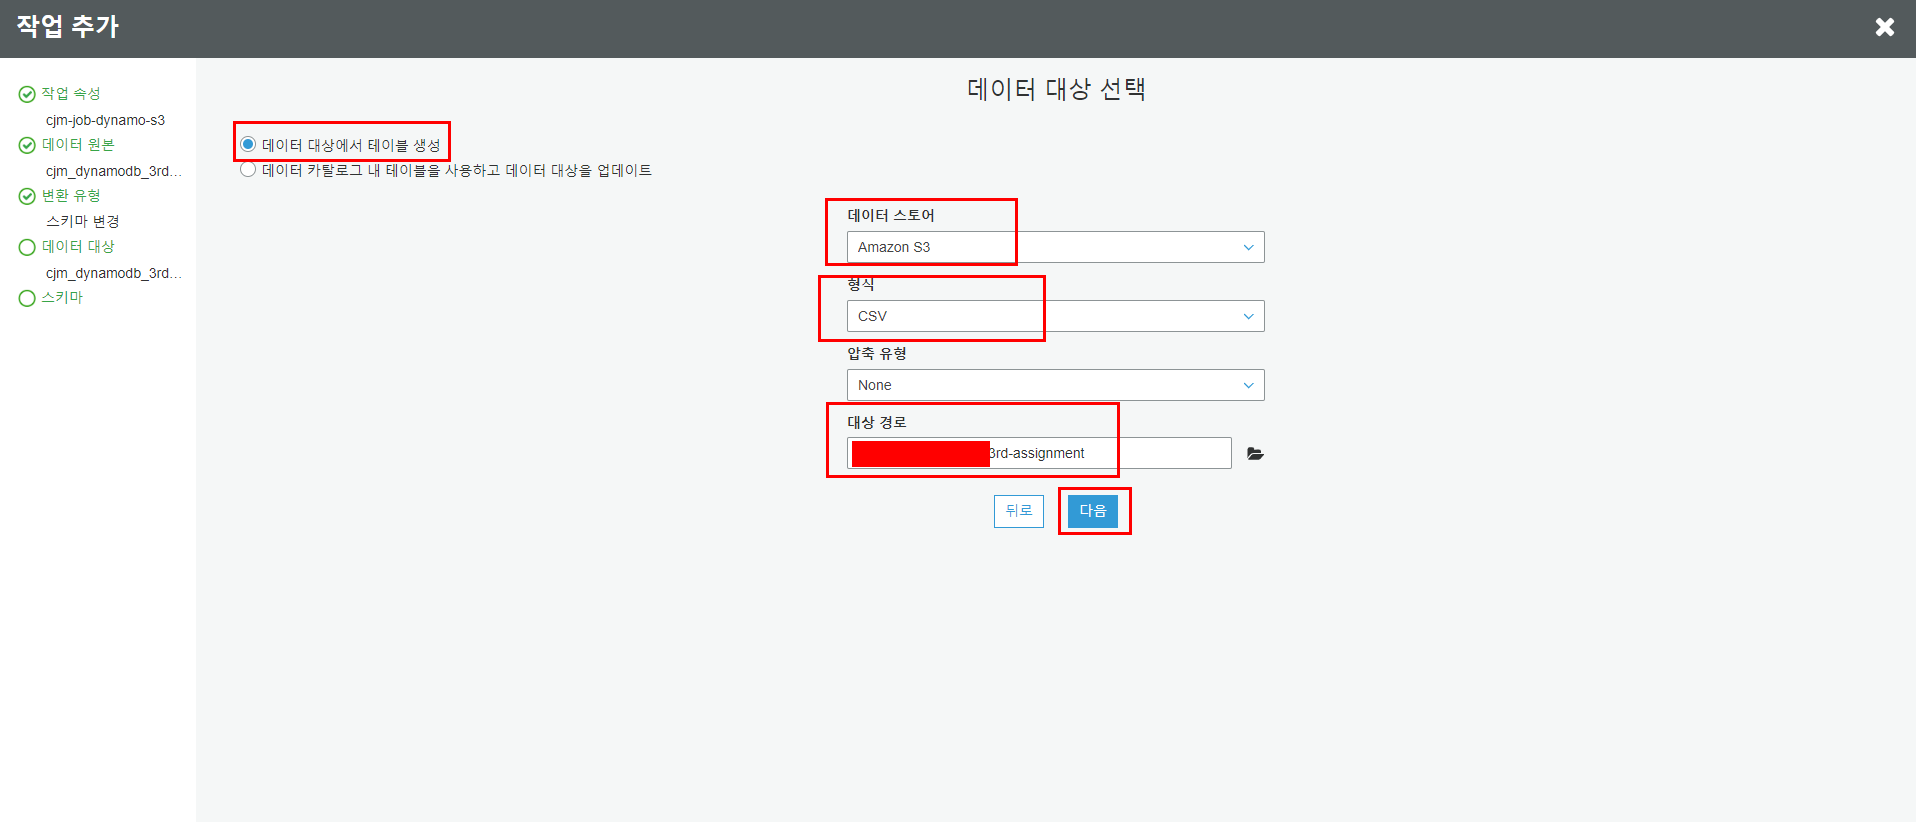 작업 추가
작업 속성
cjm-job-dynamo-s3
데이터 원본
cjm_dynamodb_3rd...
변환 유형
스키마 변경
데이터 대상
cjm_dynamodb_3rd...
스키마
데이터 대상 선택
데이터 대상에서 테이블 생성
데이터 카탈로그 내 테이블을 사용하고 데이터 대상을 업데이트
데이터 스토어
Amazon S3
형식
CSV
압축 유형
None
대상 경로
3rd-assignment
뒤로 다음